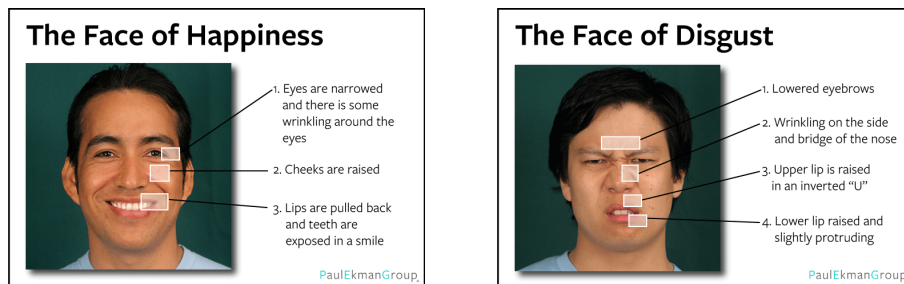 The Face of Happiness
1. Eyes are narrowed
and there is some
wrinkling around the
eyes
2. Cheeks are raised
3. Lips are pulled back
and teeth are
exposed in a smile
PaulEkmanGroup
The Face of Disgust
1. Lowered eyebrows
2. Wrinkling on the side
and bridge of the nose
3. Upper lip is raised
in an inverted “U”
4. Lower lip raised and
slightly protruding
PaulEkmanGroup